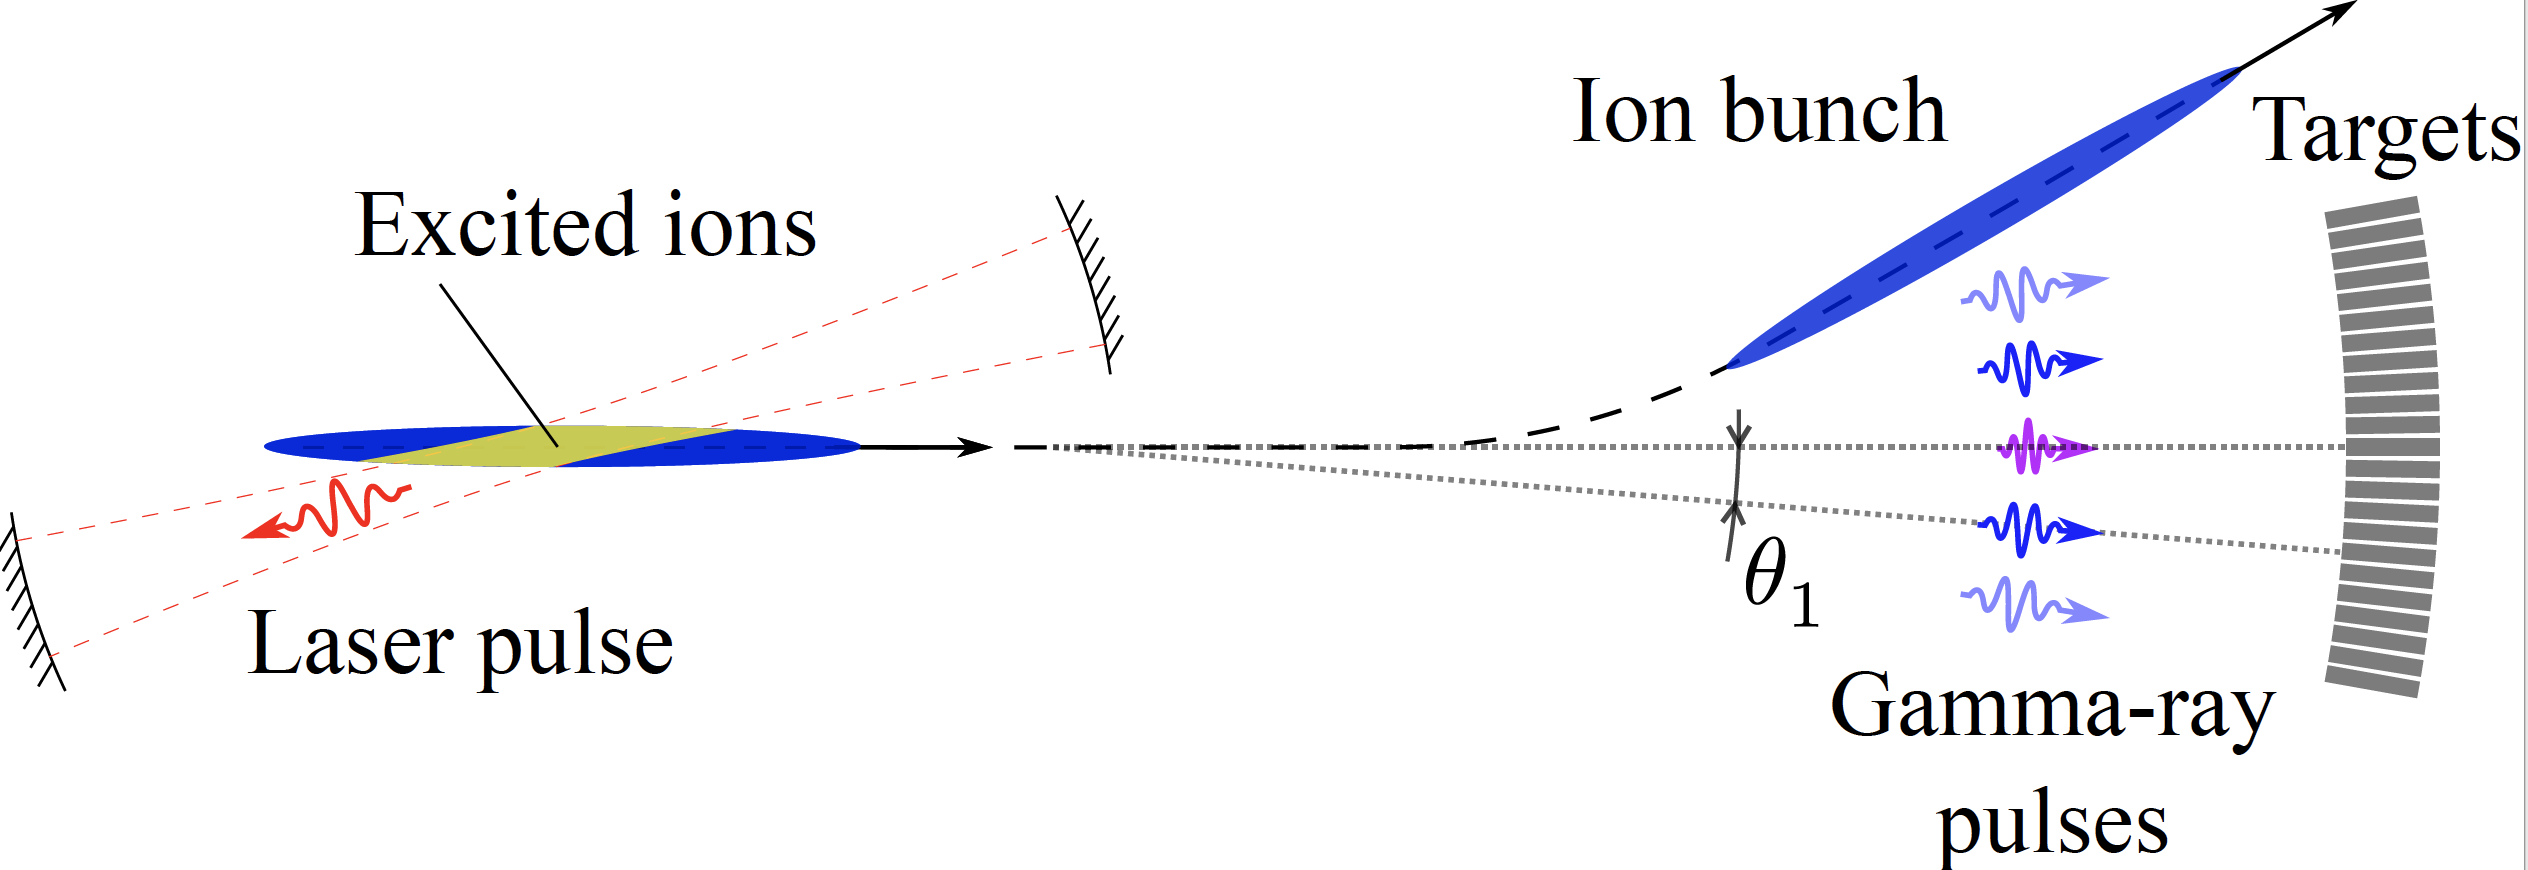 Ion bunch
Targets
Excited ions
Laser pulse
θ₁
Gamma-ray
pulses